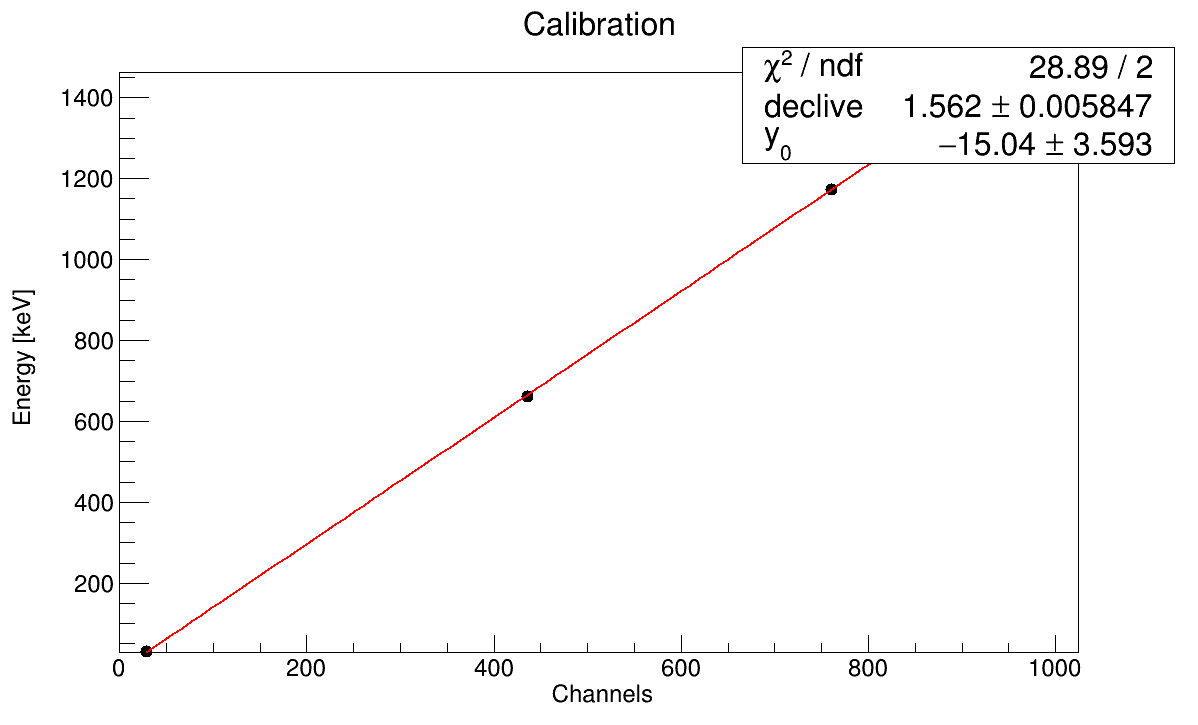 Calibration
χ² / ndf 28.89 / 2
declive 1.562 ± 0.005847
y₀ −15.04 ± 3.593
1400
1200
1000
800
600
400
200
Energy [keV]
0 200 400 600 800 1000
Channels